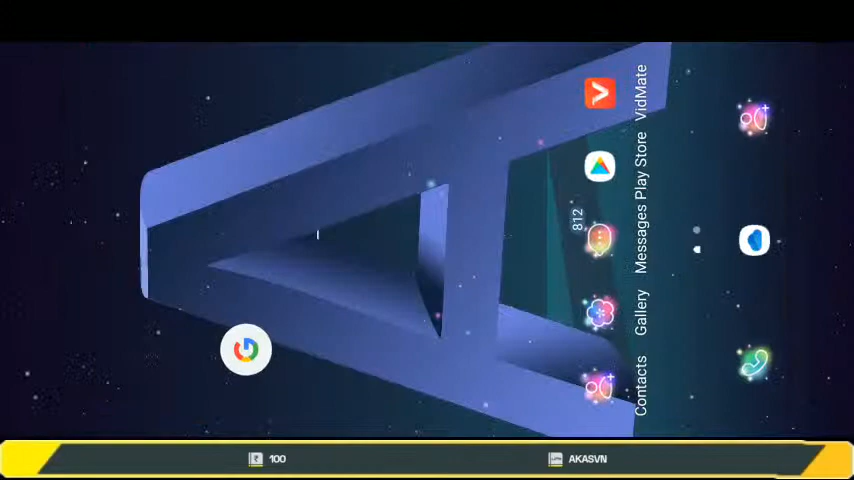 VidMate
Play Store
812
Messages
Gallery
Contacts
₹ 100
AKASVN